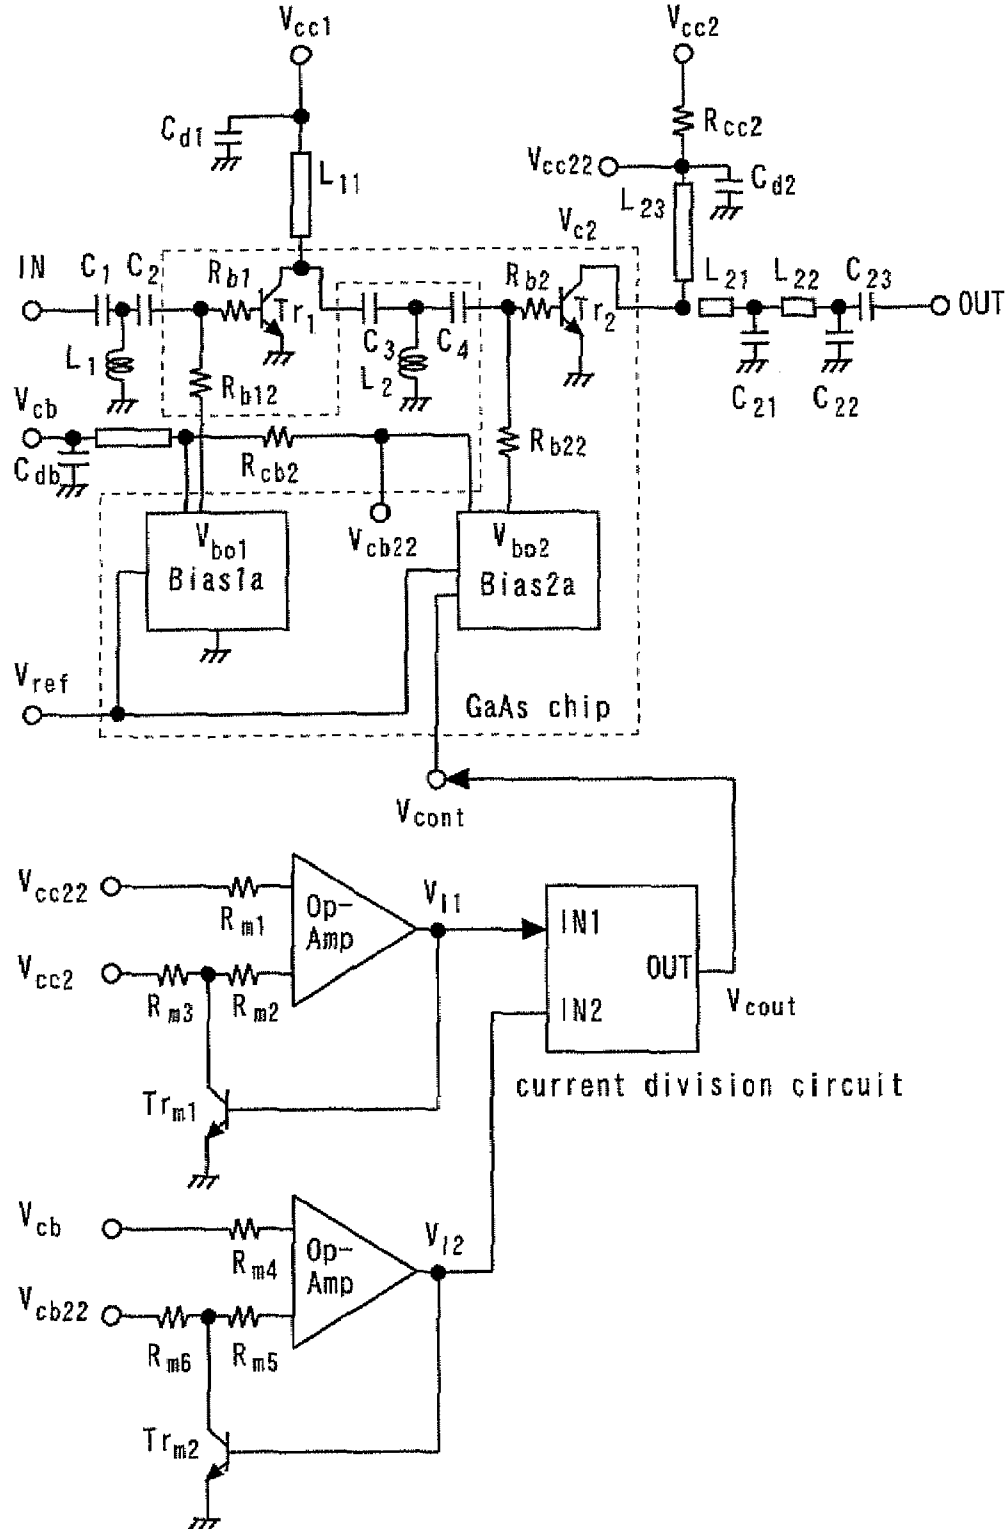 Vcc1
Vcc2
Cd1
Rcc2
L11
Vcc22
Cd2
L23
Vc2
IN
C1
C2
Rb1
Rb2
L21
L22
C23
Tr1
Tr2
OUT
L1
C3
C4
L2
Rb12
C21
C22
Vcb
Rb22
Cdb
Rcb2
Vcb22
Vbo1
Bias1a
Vbo2
Bias2a
Vref
GaAs chip
Vcont
Vcc22
Rm1
Op-
Amp
VI1
IN1
Vcc2
Rm3
Rm2
OUT
IN2
Vcout
current division circuit
Trm1
Vcb
Rm4
Op-
Amp
VI2
Vcb22
Rm6
Rm5
Trm2